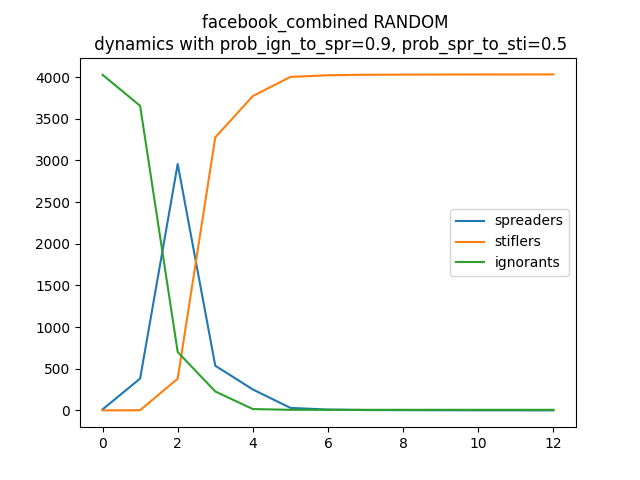 facebook_combined RANDOM
dynamics with prob_ign_to_spr=0.9, prob_spr_to_sti=0.5
4000
3500
3000
2500
2000
1500
1000
500
0
spreaders
stiflers
ignorants
0 2 4 6 8 10 12